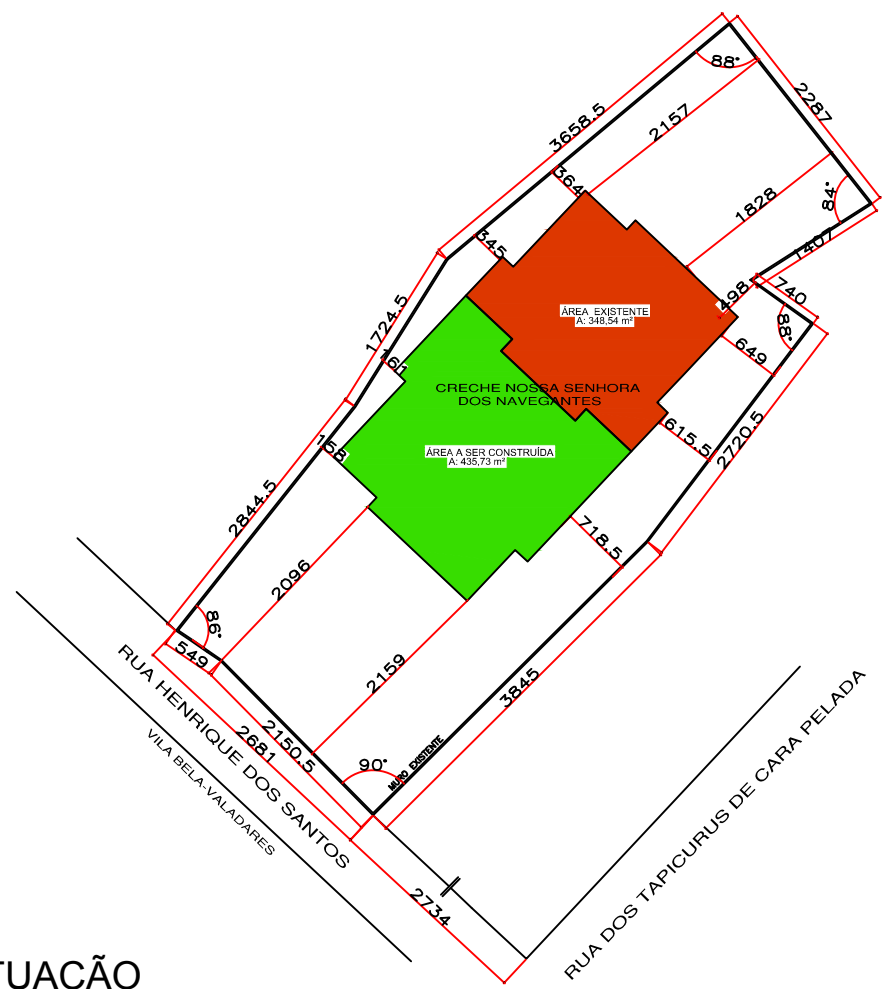 88°
2287
3658.5
2157
364
84°
1828
345
1407
498
740
ÁREA EXISTENTE
A: 348,54 m²
88°
1724.5
649
161
CRECHE NOSSA SENHORA
DOS NAVEGANTES
615.5
2720.5
158
ÁREA A SER CONSTRUÍDA
A: 435,73 m²
2844.5
718.5
2096
86°
549
2159
3845
RUA HENRIQUE DOS SANTOS
2150.5
2681
VILA BELA-VALADARES
90°
MURO EXISTENTE
RUA DOS TAPICURUS DE CARA PELADA
2734
TUAÇÃO